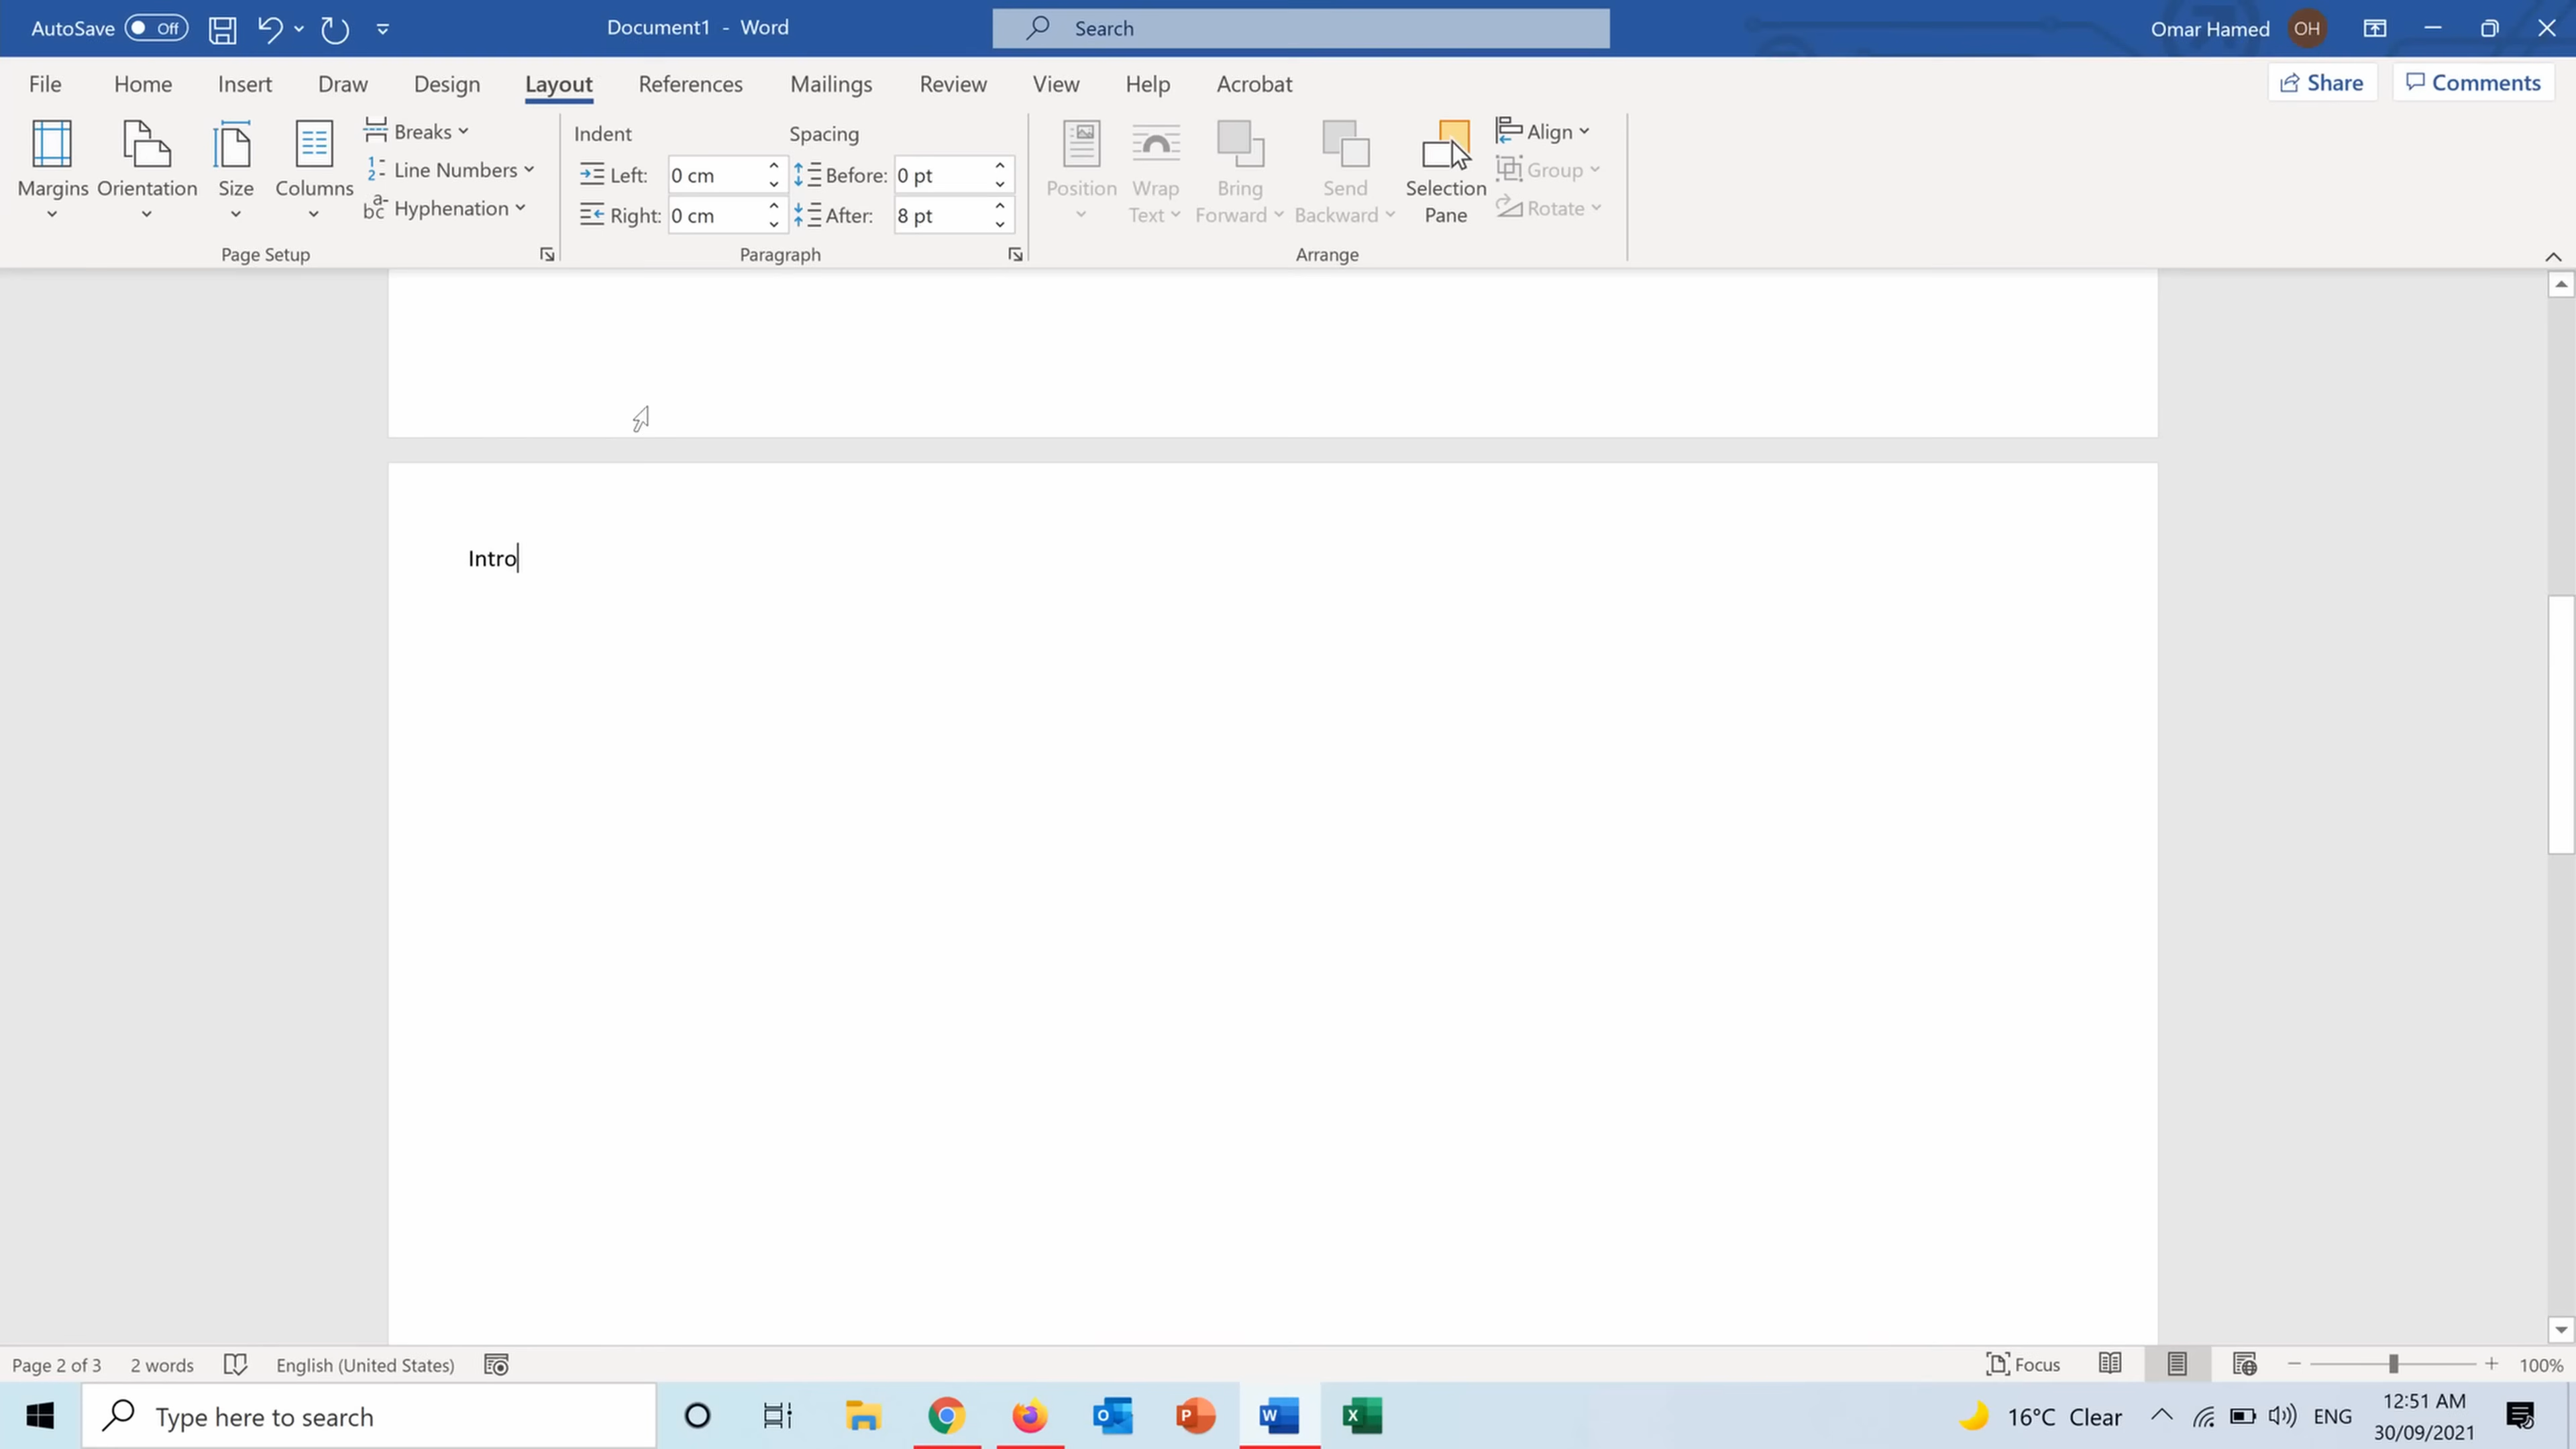 AutoSave Off Document1 - Word Search Omar Hamed OH
File Home Insert Draw Design Layout References Mailings Review View Help Acrobat Share Comments
Margins Orientation Size Columns
Breaks
Line Numbers
Hyphenation
Page Setup
Indent
Left: 0 cm
Right: 0 cm
Spacing
Before: 0 pt
After: 8 pt
Paragraph
Position
Wrap Text
Bring Forward
Send Backward
Selection Pane
Align
Group
Rotate
Arrange
Intro
Page 2 of 3 2 words English (United States) Focus 100%
Type here to search 16°C Clear ENG 12:51 AM
30/09/2021